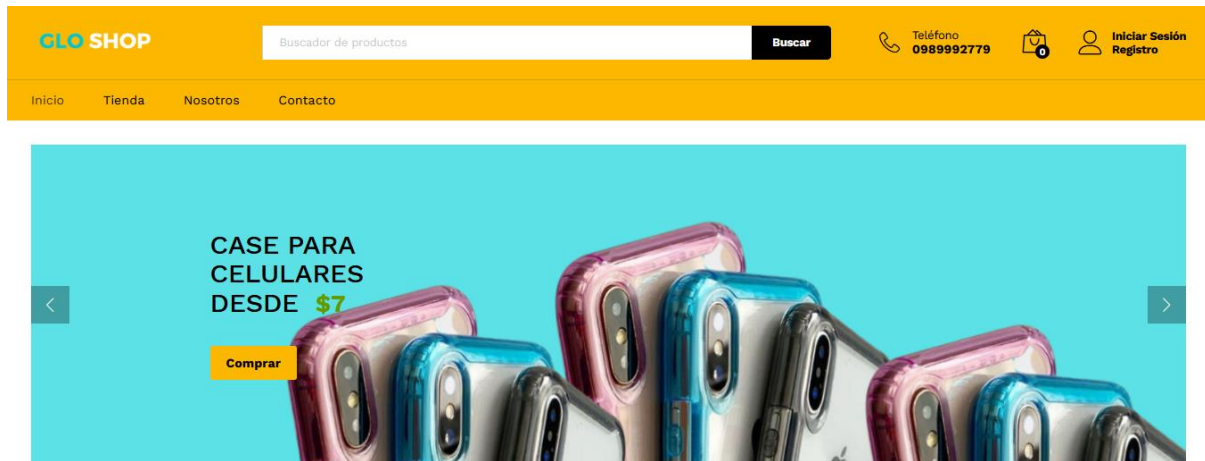 GLO SHOP
Buscador de productos
Buscar
Teléfono
0989992779
0
Iniciar Sesión
Registro
Inicio
Tienda
Nosotros
Contacto
CASE PARA
CELULARES
DESDE $7
Comprar